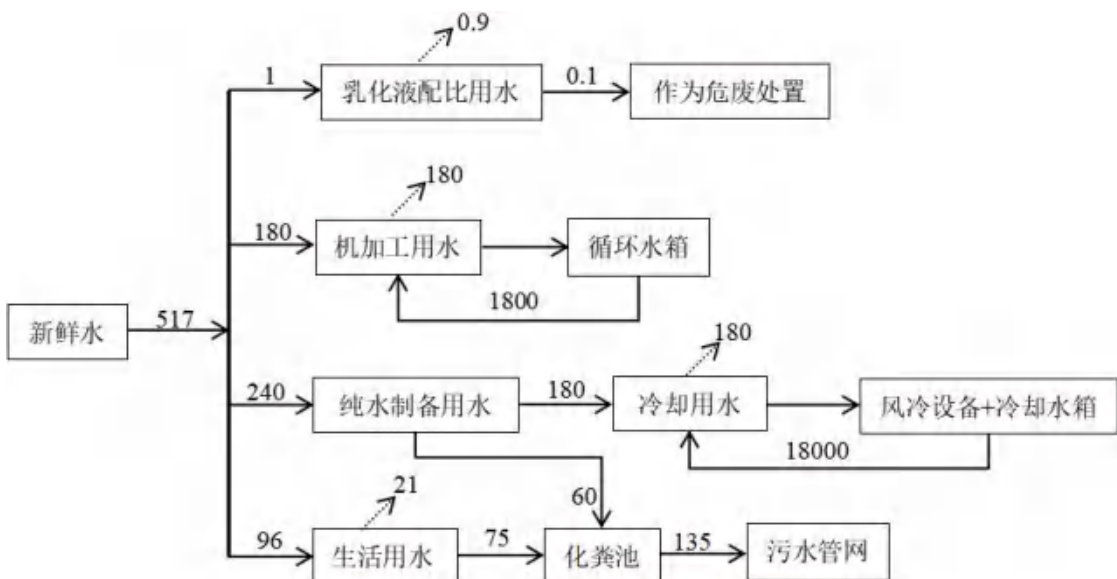 0.9
1
乳化液配比用水
0.1
作为危废处置
180
180
机加工用水
循环水箱
1800
新鲜水
517
180
240
纯水制备用水
180
冷却用水
风冷设备+冷却水箱
18000
21
60
96
生活用水
75
化粪池
135
污水管网